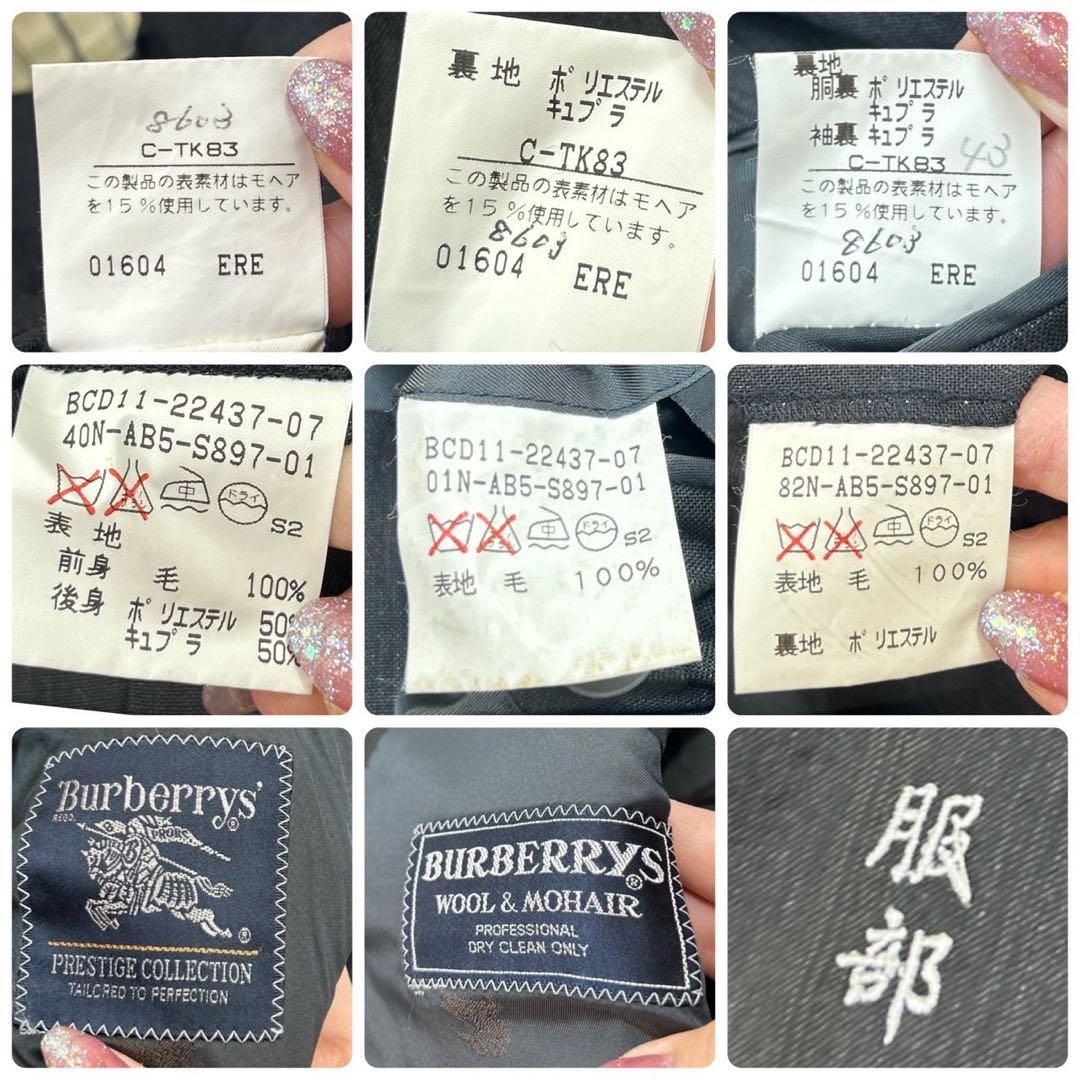 8603
C-TK83
この製品の表素材はモヘア
を15%使用しています。
01604 ERE
裏地 ポリエステル
キュプラ
C-TK83
この製品の表素材はモヘア
を15%使用しています。
8603
01604 ERE
裏地
胴裏 ポリエステル
キュプラ
袖裏 キュプラ
C-TK83 43
この製品の表素材はモヘア
を15%使用しています。
8603
01604 ERE
BCD11-22437-07
40N-AB5-S897-01
中 ドライ S2
表地
前身 毛 100%
後身 ポリエステル 50%
キュプラ 50%
BCD11-22437-07
01N-AB5-S897-01
中 ドライ S2
表地 毛 100%
BCD11-22437-07
82N-AB5-S897-01
中 ドライ S2
表地 毛 100%
裏地 ポリエステル
Burberrys'®
REGD.
PRORSUM
®
PRESTIGE COLLECTION
TAILORED TO PERFECTION
BURBERRYS®
WOOL & MOHAIR
PROFESSIONAL
DRY CLEAN ONLY
服部